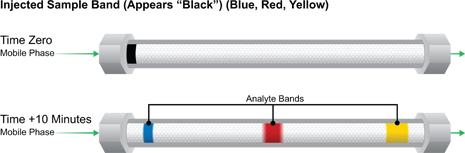 Injected Sample Band (Appears “Black”) (Blue, Red, Yellow)
Time Zero
Mobile Phase
Analyte Bands
Time +10 Minutes
Mobile Phase